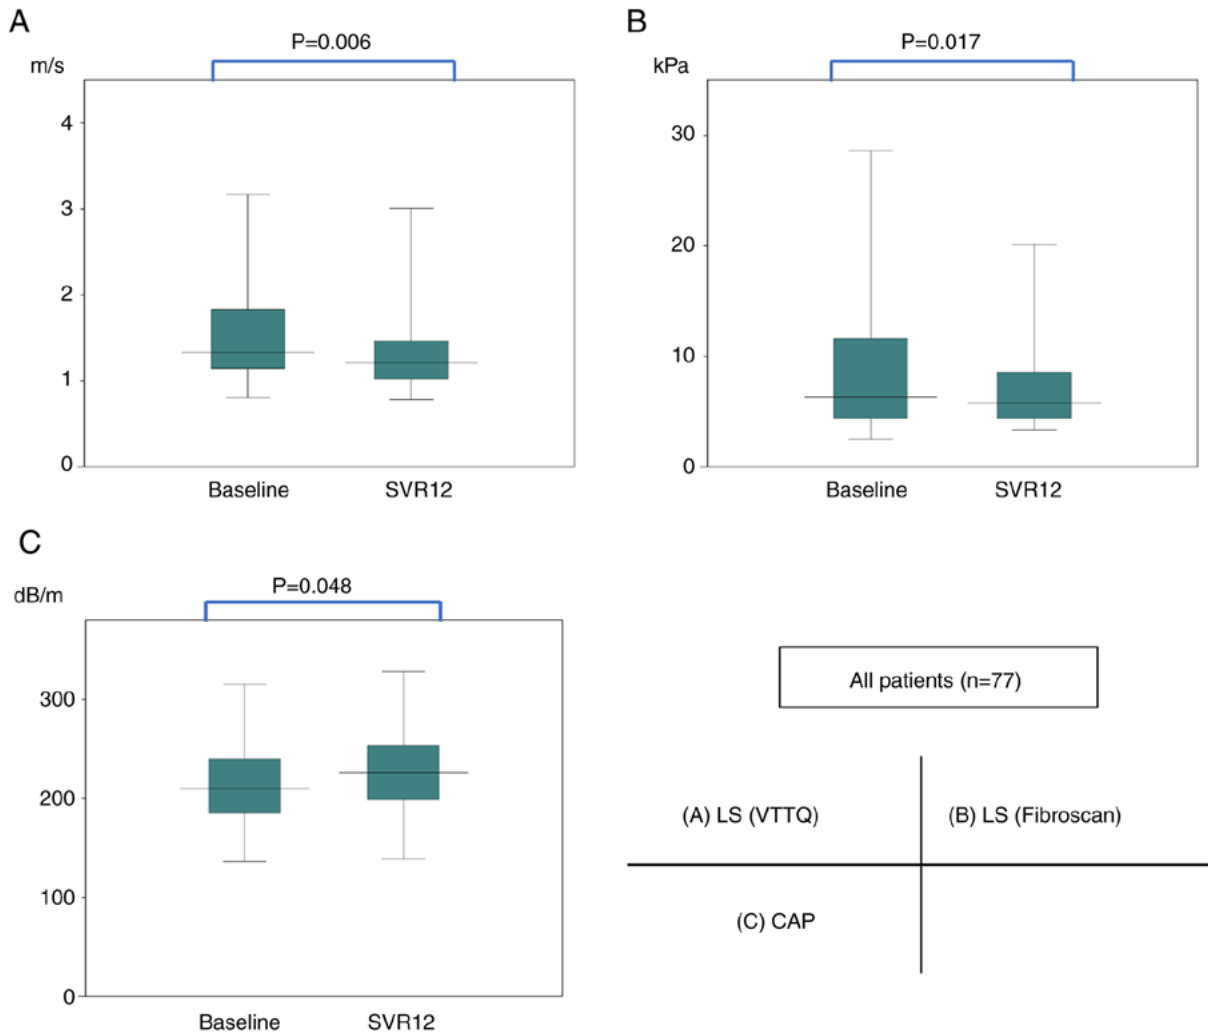 A
P=0.006
m/s
4
3
2
1
0
Baseline SVR12
B
P=0.017
kPa
30
20
10
0
Baseline SVR12
C
P=0.048
dB/m
300
200
100
0
Baseline SVR12
All patients (n=77)
(A) LS (VTTQ) (B) LS (Fibroscan)
(C) CAP